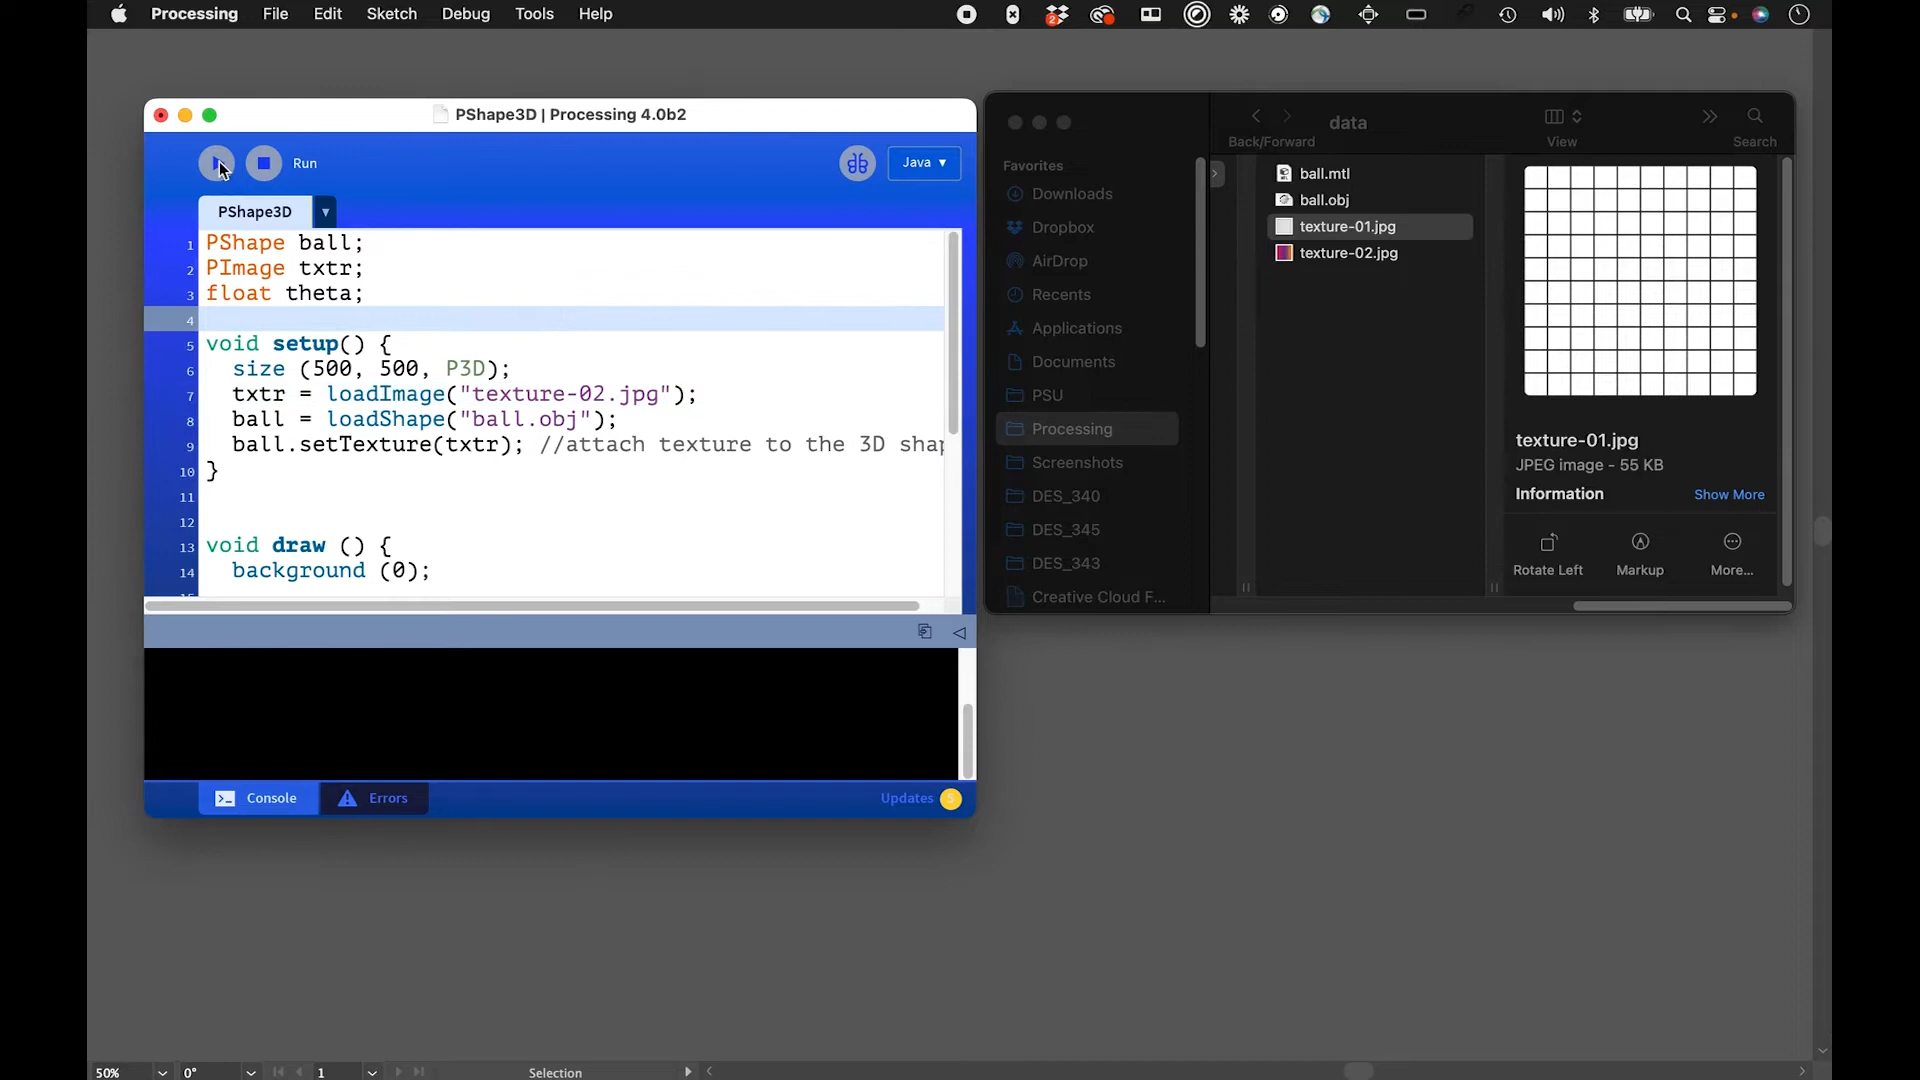 Processing File Edit Sketch Debug Tools Help
2
PShape3D | Processing 4.0b2
Run
Java ▾
PShape3D ▾
1 PShape ball;
2 PImage txtr;
3 float theta;
4
5 void setup() {
6 size (500, 500, P3D);
7 txtr = loadImage("texture-02.jpg");
8 ball = loadShape("ball.obj");
9 ball.setTexture(txtr); //attach texture to the 3D shap
10 }
11
12
13 void draw () {
14 background (0);
Console Errors Updates 5
data
Back/Forward View Search
Favorites
Downloads
Dropbox
AirDrop
Recents
Applications
Documents
PSU
Processing
Screenshots
DES_340
DES_345
DES_343
Creative Cloud F...
ball.mtl
ball.obj
texture-01.jpg
texture-02.jpg
texture-01.jpg
JPEG image - 55 KB
Information Show More
Rotate Left Markup More...
50% 0° 1 Selection